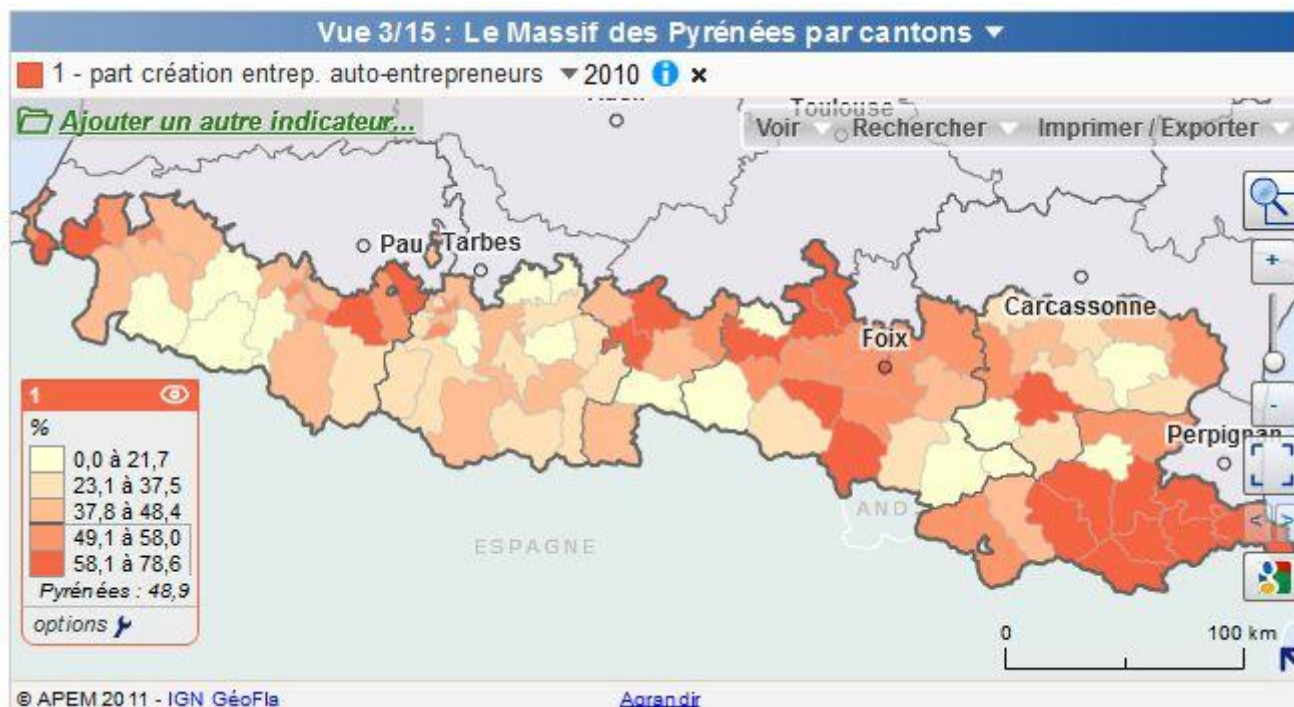 Vue 3/15 : Le Massif des Pyrénées par cantons
1 - part création entrep. auto-entrepreneurs 2010 i x
Ajouter un autre indicateur...
Toulouse
Voir Rechercher Imprimer / Exporter
Pau Tarbes
+
Carcassonne
Foix
-
Perpignan
1
%
0,0 à 21,7
23,1 à 37,5
37,8 à 48,4
49,1 à 58,0
58,1 à 78,6
Pyrénées : 48,9
options
AND
< >
ESPAGNE
0 100 km
© APEM 2011 - IGN GéoFla Agrandir